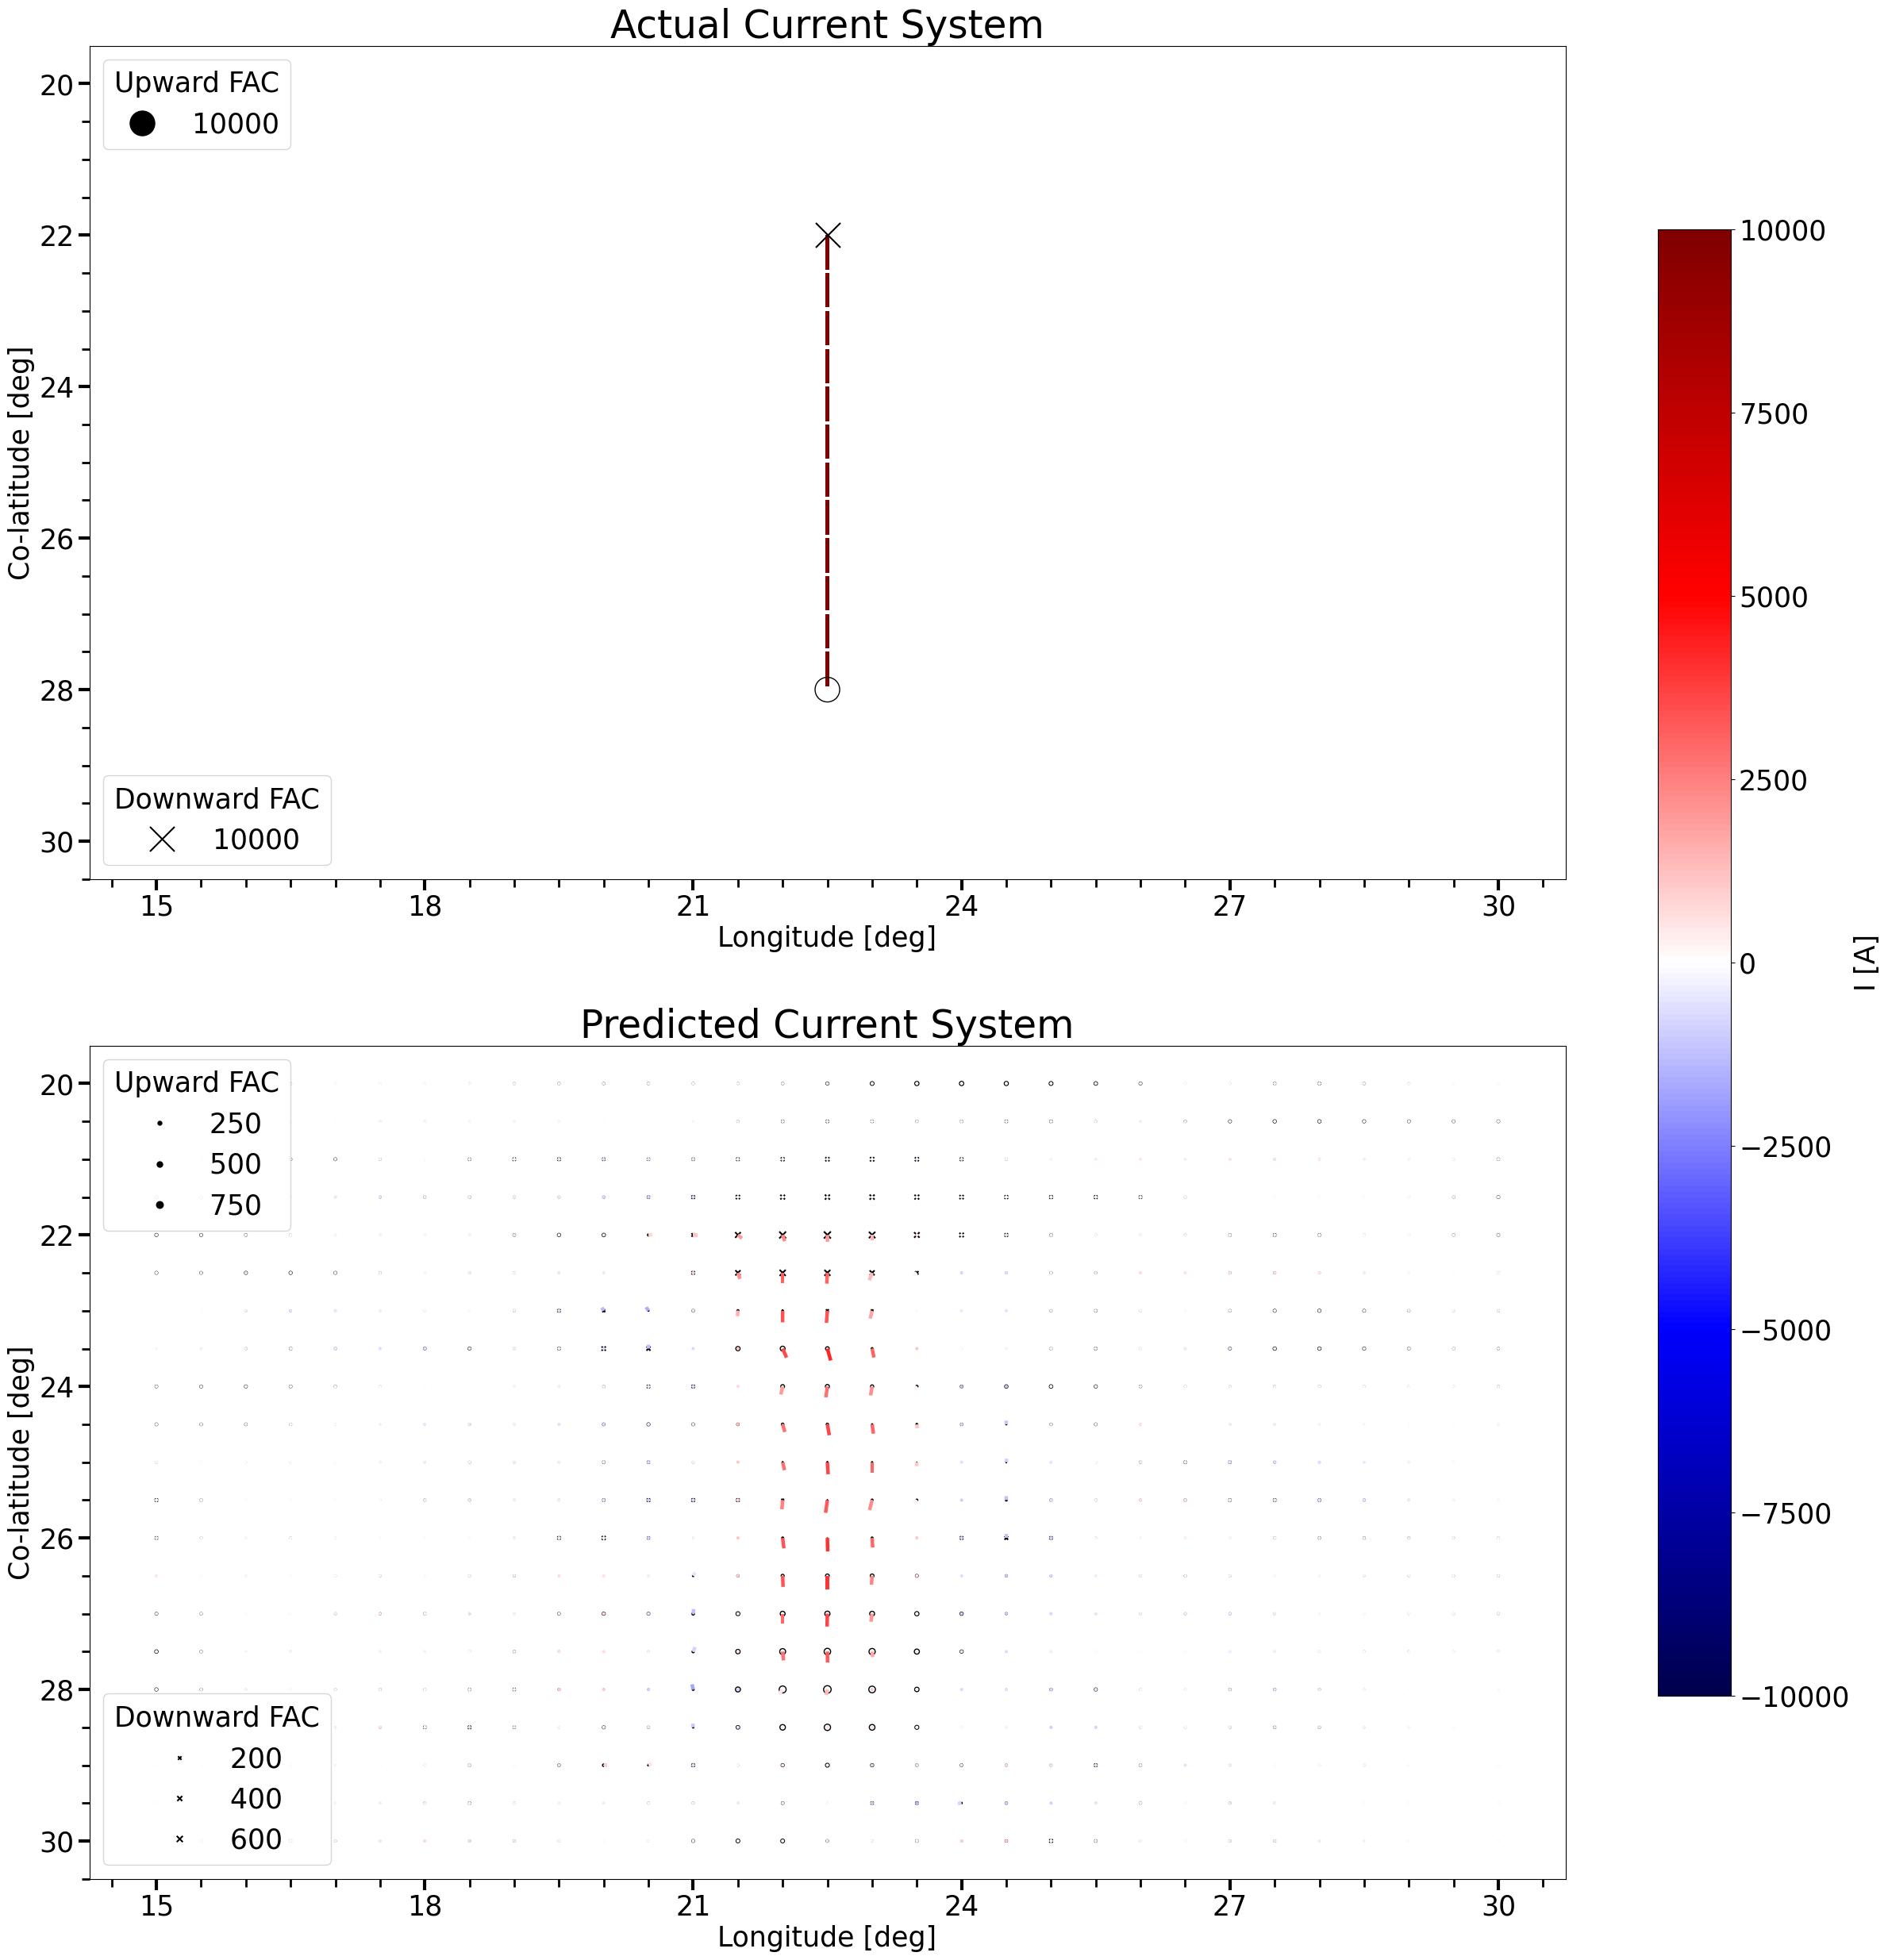 Actual Current System
Upward FAC
10000
20
22
24
26
28
30
Co-latitude [deg]
Downward FAC
10000
15 18 21 24 27 30
Longitude [deg]
Predicted Current System
Upward FAC
250
500
750
20
22
24
26
28
30
Co-latitude [deg]
Downward FAC
200
400
600
15 18 21 24 27 30
Longitude [deg]
10000
7500
5000
2500
0
−2500
−5000
−7500
−10000
I [A]